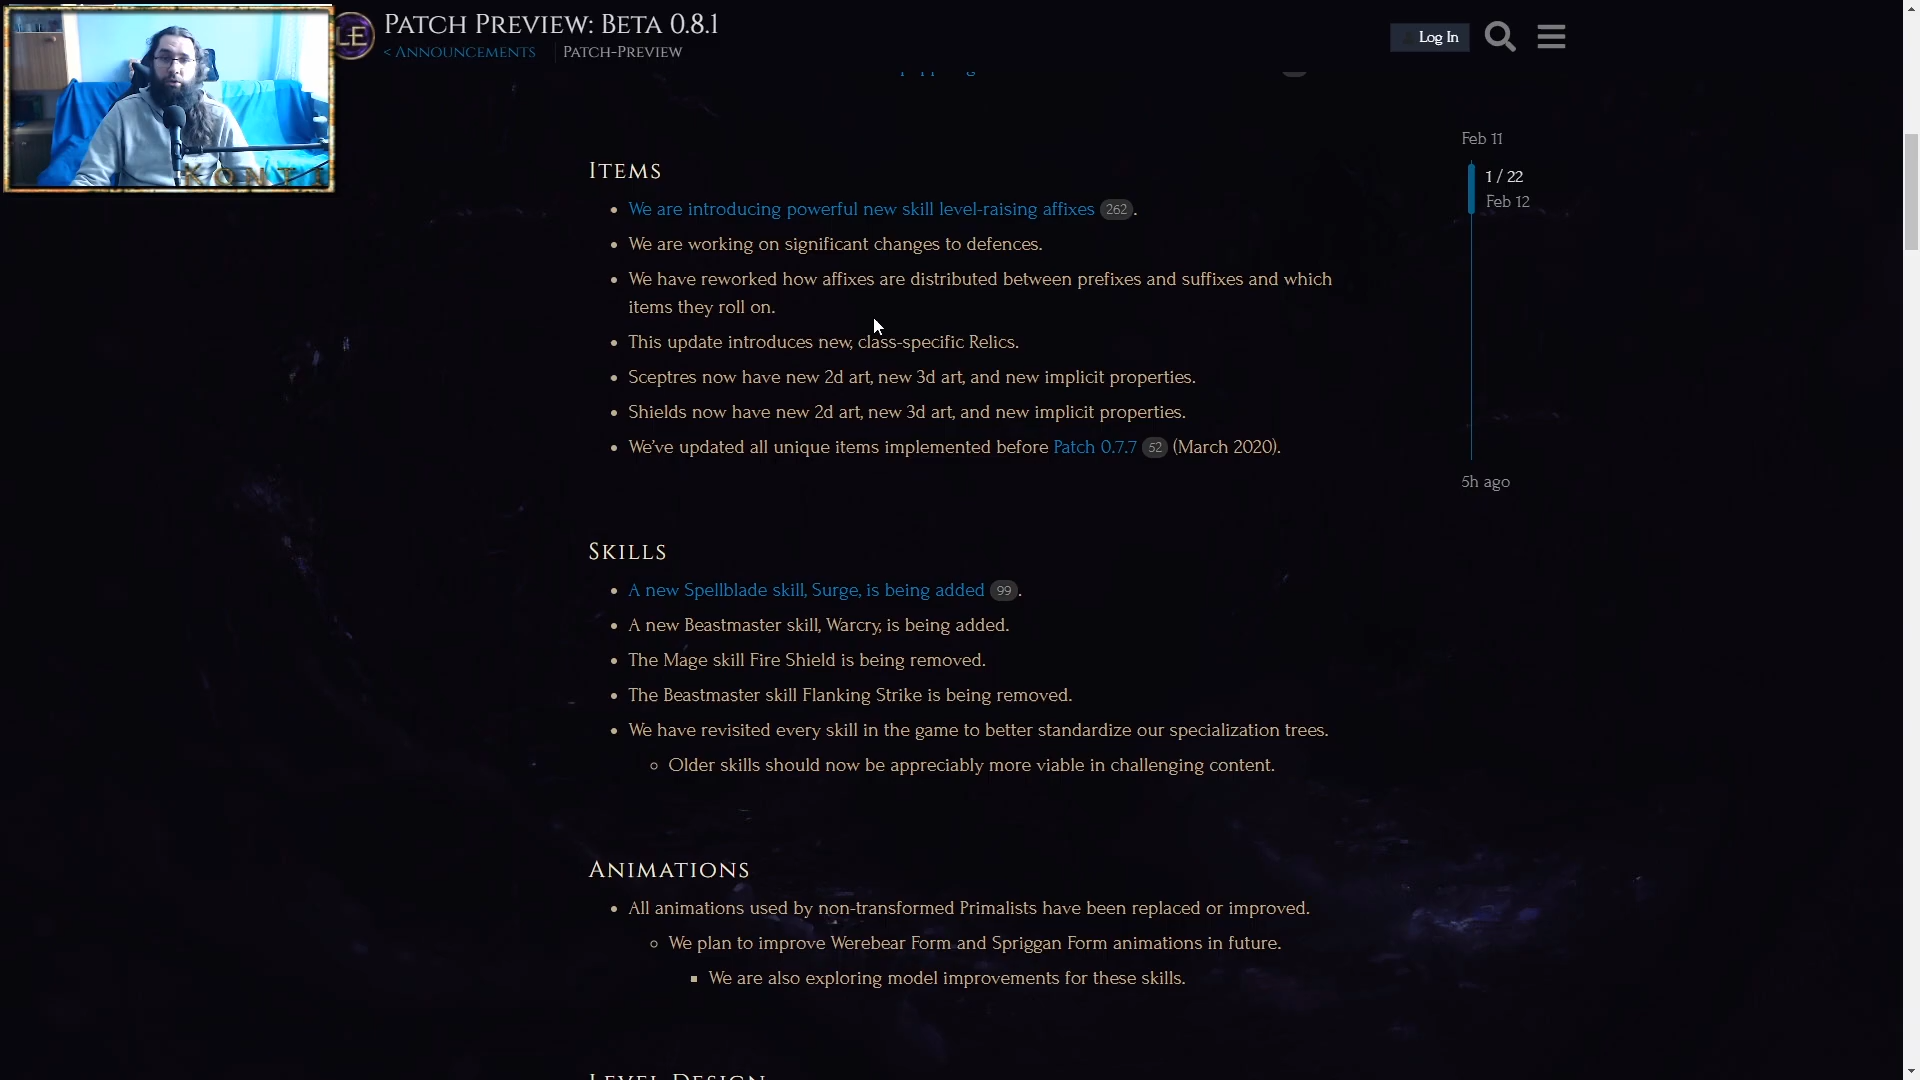 LE
Patch Preview: Beta 0.8.1
< Announcements
Patch-Preview
Log In
Items
We are introducing powerful new skill level-raising affixes 262.
We are working on significant changes to defences.
We have reworked how affixes are distributed between prefixes and suffixes and which
items they roll on.
This update introduces new, class-specific Relics.
Sceptres now have new 2d art, new 3d art, and new implicit properties.
Shields now have new 2d art, new 3d art, and new implicit properties.
We've updated all unique items implemented before Patch 0.7.7 52 (March 2020).
Feb 11
1 / 22
Feb 12
5h ago
Skills
A new Spellblade skill, Surge, is being added 99.
A new Beastmaster skill, Warcry, is being added.
The Mage skill Fire Shield is being removed.
The Beastmaster skill Flanking Strike is being removed.
We have revisited every skill in the game to better standardize our specialization trees.
Older skills should now be appreciably more viable in challenging content.
Animations
All animations used by non-transformed Primalists have been replaced or improved.
We plan to improve Werebear Form and Spriggan Form animations in future.
We are also exploring model improvements for these skills.
Level Design